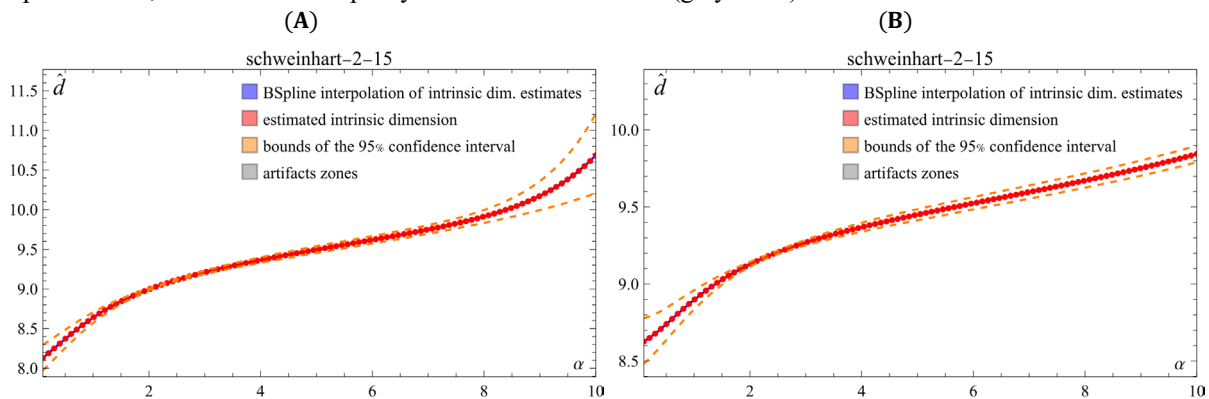 (A)
(B)
schweinhart-2-15
d̂
BSpline interpolation of intrinsic dim. estimates
estimated intrinsic dimension
bounds of the 95% confidence interval
artifacts zones
11.5
11.0
10.5
10.0
9.5
9.0
8.5
8.0
2
4
6
8
10
α
schweinhart-2-15
d̂
BSpline interpolation of intrinsic dim. estimates
estimated intrinsic dimension
bounds of the 95% confidence interval
artifacts zones
10.0
9.5
9.0
8.5
2
4
6
8
10
α